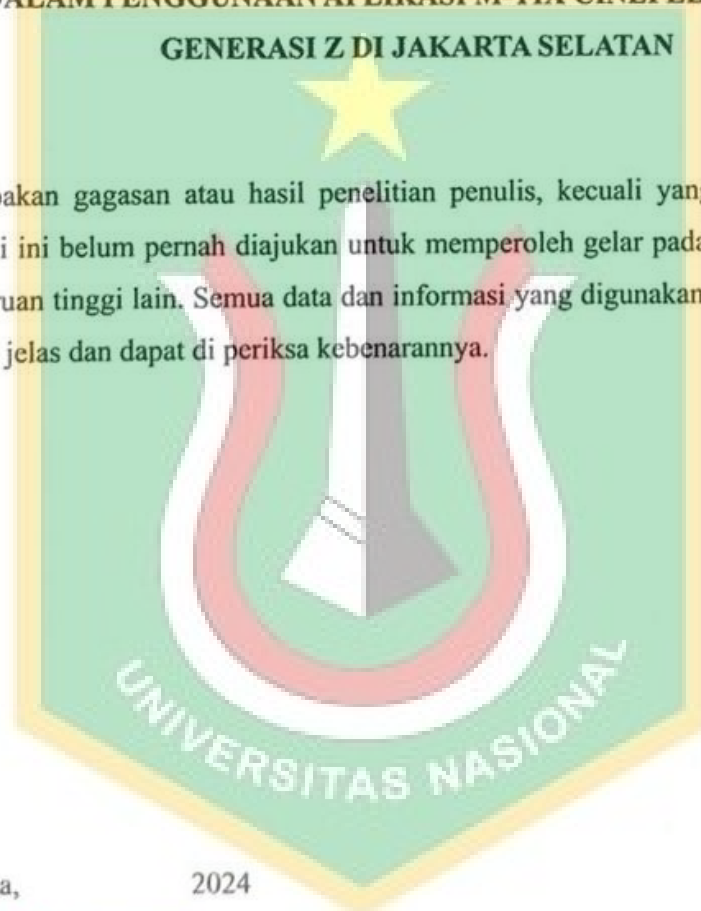 GENERASI Z DI JAKARTA SELATAN
gagasan atau hasil penelitian penulis, kecuali
ini belum pernah diajukan untuk memperoleh gelar pada
tinggi lain. Semua data dan informasi yang digunakan
jelas dan dapat di periksa kebenarannya.
UNIVERSITAS NASIONAL
2024